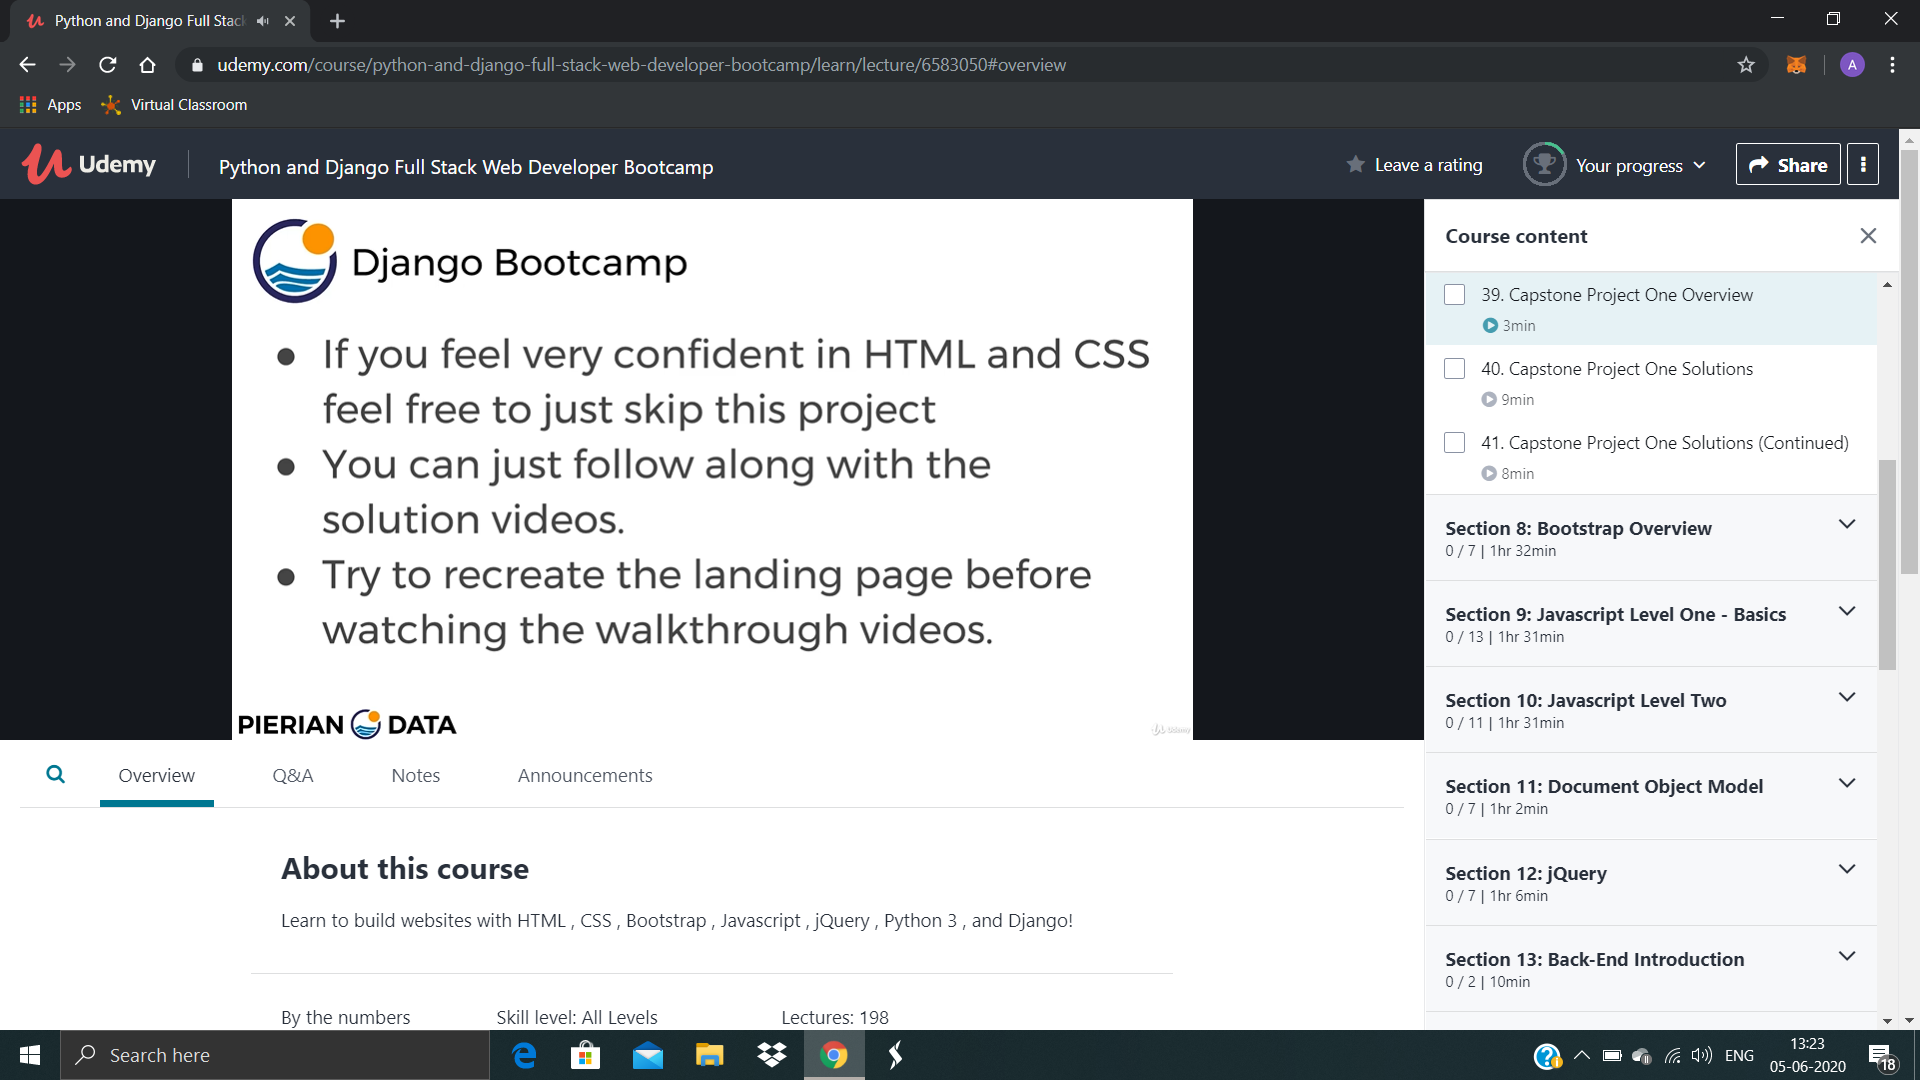 Python and Django Full Stack
udemy.com/course/python-and-django-full-stack-web-developer-bootcamp/learn/lecture/6583050#overview
A
Apps
Virtual Classroom
Udemy
Python and Django Full Stack Web Developer Bootcamp
Leave a rating
Your progress
Share
Django Bootcamp
• If you feel very confident in HTML and CSS
feel free to just skip this project
• You can just follow along with the
solution videos.
• Try to recreate the landing page before
watching the walkthrough videos.
PIERIAN DATA
Udemy
Course content
39. Capstone Project One Overview
3min
40. Capstone Project One Solutions
9min
41. Capstone Project One Solutions (Continued)
8min
Section 8: Bootstrap Overview
0 / 7 | 1hr 32min
Section 9: Javascript Level One - Basics
0 / 13 | 1hr 31min
Section 10: Javascript Level Two
0 / 11 | 1hr 31min
Section 11: Document Object Model
0 / 7 | 1hr 2min
Section 12: jQuery
0 / 7 | 1hr 6min
Section 13: Back-End Introduction
0 / 2 | 10min
Overview
Q&A
Notes
Announcements
About this course
Learn to build websites with HTML , CSS , Bootstrap , Javascript , jQuery , Python 3 , and Django!
By the numbers
Skill level: All Levels
Lectures: 198
Search here
ENG
13:23
05-06-2020
18